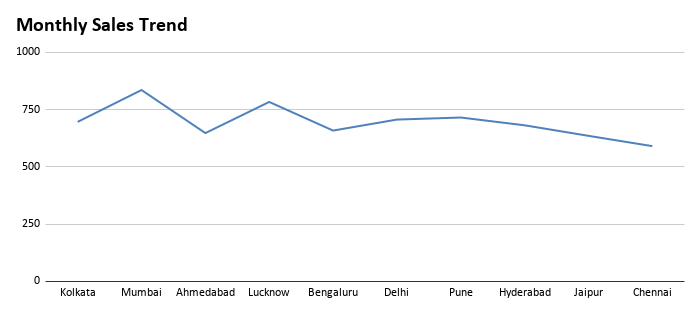 Monthly Sales Trend
1000
750
500
250
0
Kolkata Mumbai Ahmedabad Lucknow Bengaluru Delhi Pune Hyderabad Jaipur Chennai